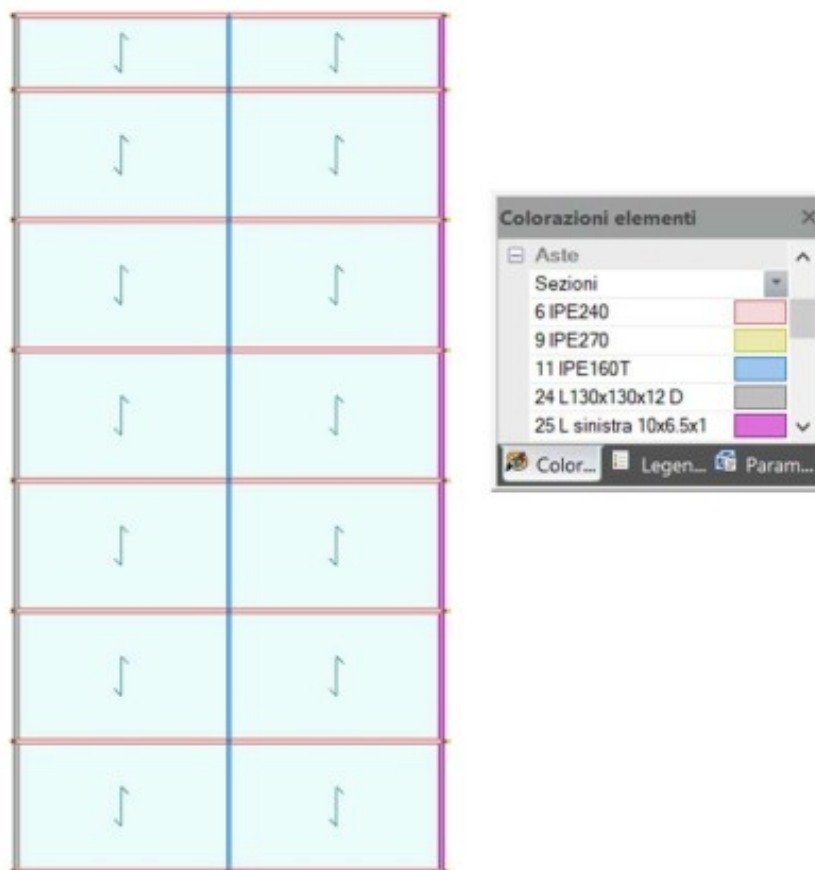 Colorazioni elementi
Aste
Sezioni
6 IPE240
9 IPE270
11 IPE160T
24 L130x130x12 D
25 L sinistra 10x6.5x1
Color... Legen... Param...